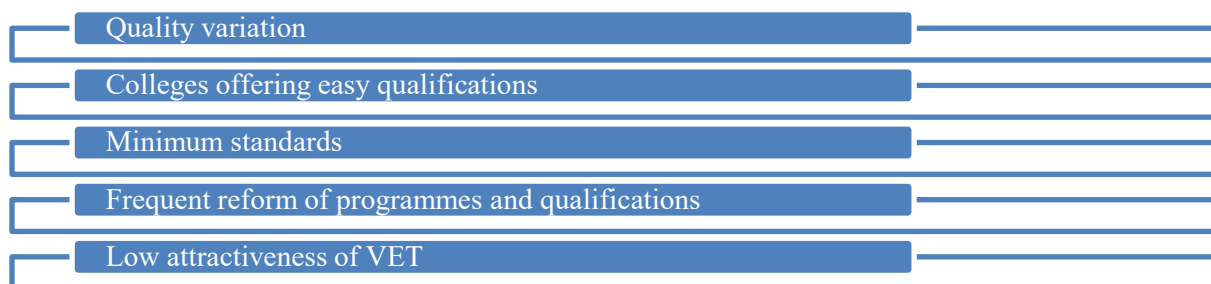 Quality variation
Colleges offering easy qualifications
Minimum standards
Frequent reform of programmes and qualifications
Low attractiveness of VET